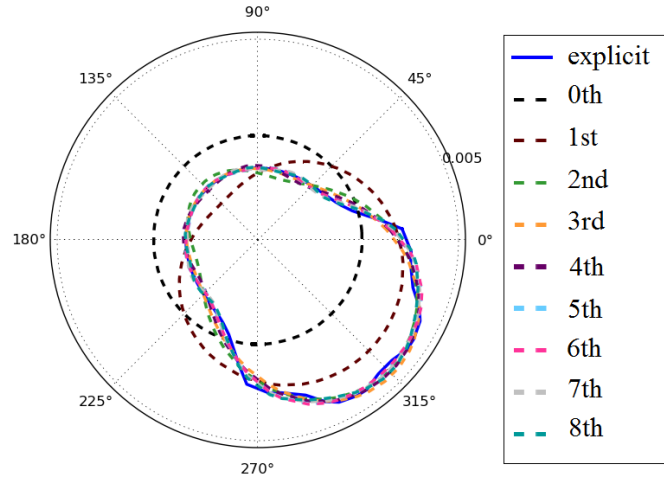 90°
135°
45°
0.005
180°
0°
225°
315°
270°
explicit
0th
1st
2nd
3rd
4th
5th
6th
7th
8th